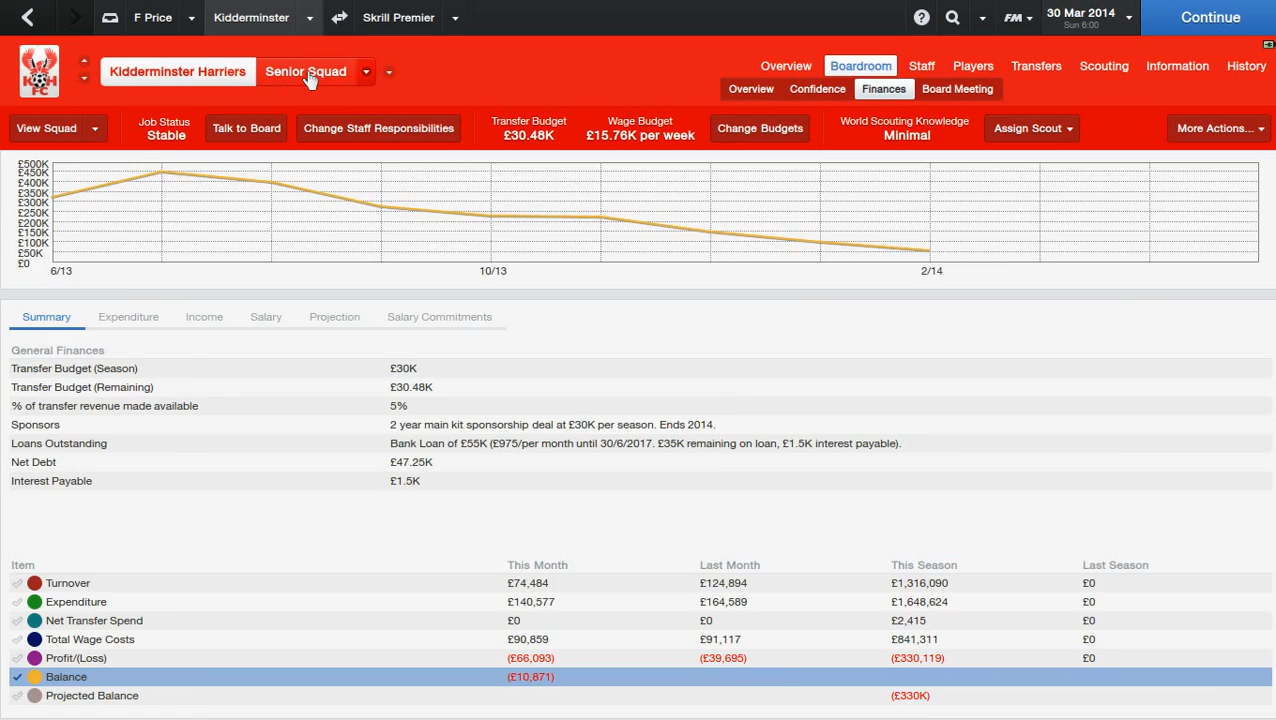 F Price Kidderminster Skrill Premier FM 30 Mar 2014 Sun 6:00 Continue
KH FC Kidderminster Harriers Senior Squad
Overview Boardroom Staff Players Transfers Scouting Information History
Overview Confidence Finances Board Meeting
View Squad Job Status Stable Talk to Board Change Staff Responsibilities Transfer Budget £30.48K Wage Budget £15.76K per week Change Budgets World Scouting Knowledge Minimal Assign Scout More Actions...
£500K
£450K
£400K
£350K
£300K
£250K
£200K
£150K
£100K
£50K
£0
6/13 10/13 2/14
Summary Expenditure Income Salary Projection Salary Commitments
General Finances
Transfer Budget (Season) £30K
Transfer Budget (Remaining) £30.48K
% of transfer revenue made available 5%
Sponsors 2 year main kit sponsorship deal at £30K per season. Ends 2014.
Loans Outstanding Bank Loan of £55K (£975/per month until 30/6/2017. £35K remaining on loan, £1.5K interest payable).
Net Debt £47.25K
Interest Payable £1.5K
Item This Month Last Month This Season Last Season
Turnover £74,484 £124,894 £1,316,090 £0
Expenditure £140,577 £164,589 £1,648,624 £0
Net Transfer Spend £0 £0 £2,415 £0
Total Wage Costs £90,859 £91,117 £841,311 £0
Profit/(Loss) (£66,093) (£39,695) (£330,119) £0
Balance (£10,871)
Projected Balance (£330K)